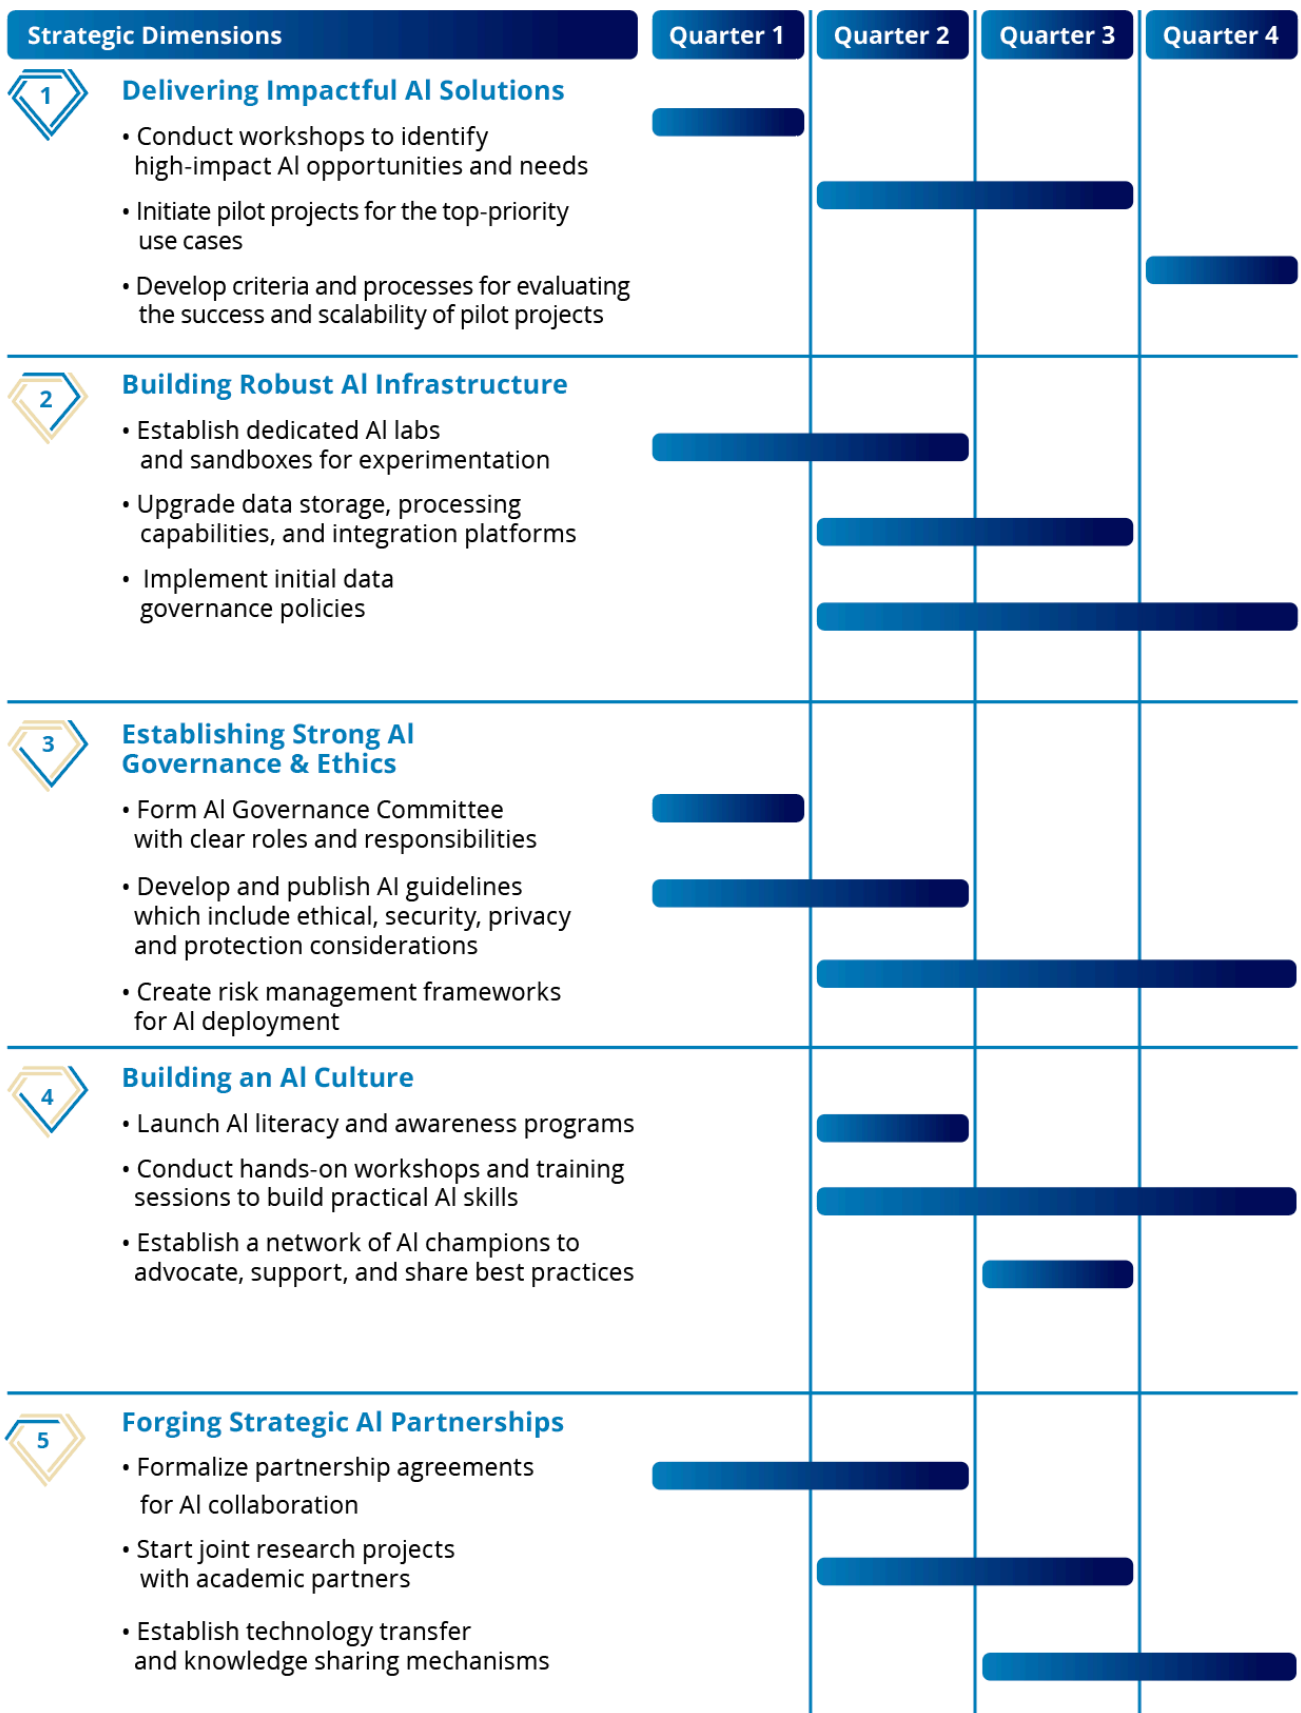 Strategic Dimensions
Quarter 1
Quarter 2
Quarter 3
Quarter 4
1
Delivering Impactful AI Solutions
• Conduct workshops to identify
high-impact AI opportunities and needs
• Initiate pilot projects for the top-priority
use cases
• Develop criteria and processes for evaluating
the success and scalability of pilot projects
2
Building Robust AI Infrastructure
• Establish dedicated AI labs
and sandboxes for experimentation
• Upgrade data storage, processing
capabilities, and integration platforms
• Implement initial data
governance policies
3
Establishing Strong AI
Governance & Ethics
• Form AI Governance Committee
with clear roles and responsibilities
• Develop and publish AI guidelines
which include ethical, security, privacy
and protection considerations
• Create risk management frameworks
for AI deployment
4
Building an AI Culture
• Launch AI literacy and awareness programs
• Conduct hands-on workshops and training
sessions to build practical AI skills
• Establish a network of AI champions to
advocate, support, and share best practices
5
Forging Strategic AI Partnerships
• Formalize partnership agreements
for AI collaboration
• Start joint research projects
with academic partners
• Establish technology transfer
and knowledge sharing mechanisms